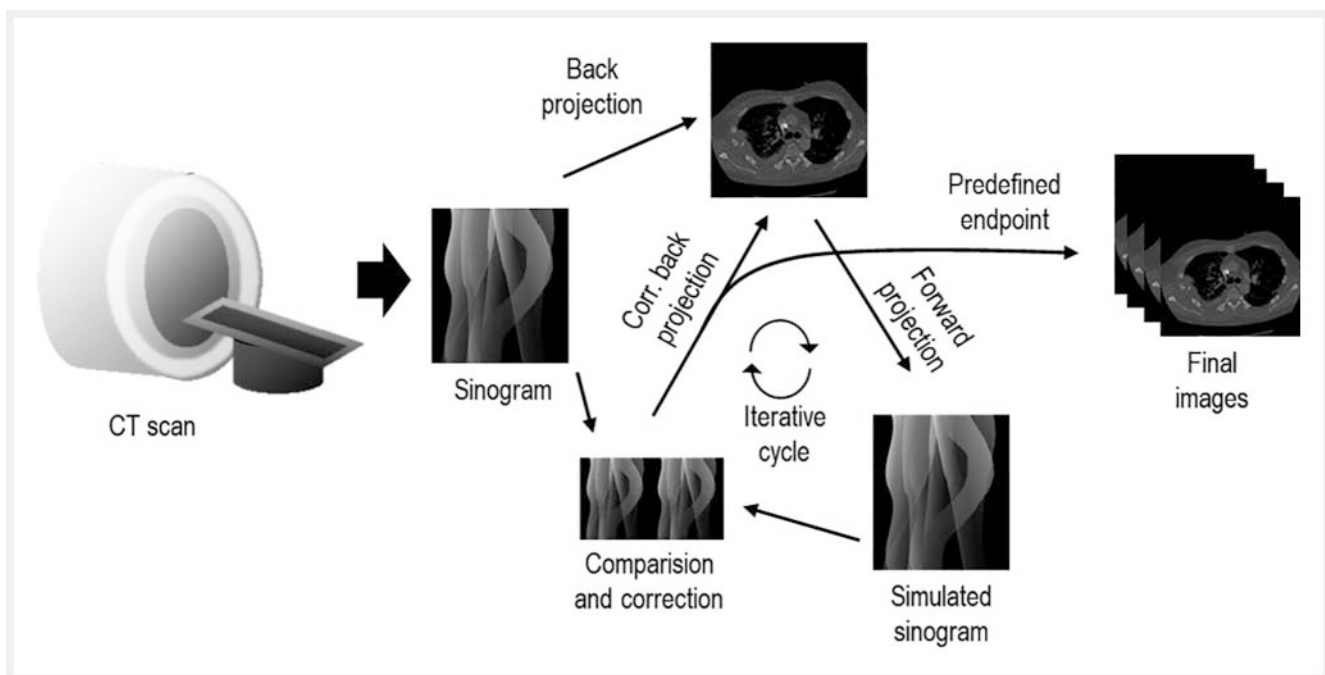 Back
projection
Predefined
endpoint
Corr. back
projection
Forward
projection
Sinogram
Iterative
cycle
Final
images
CT scan
Comparision
and correction
Simulated
sinogram